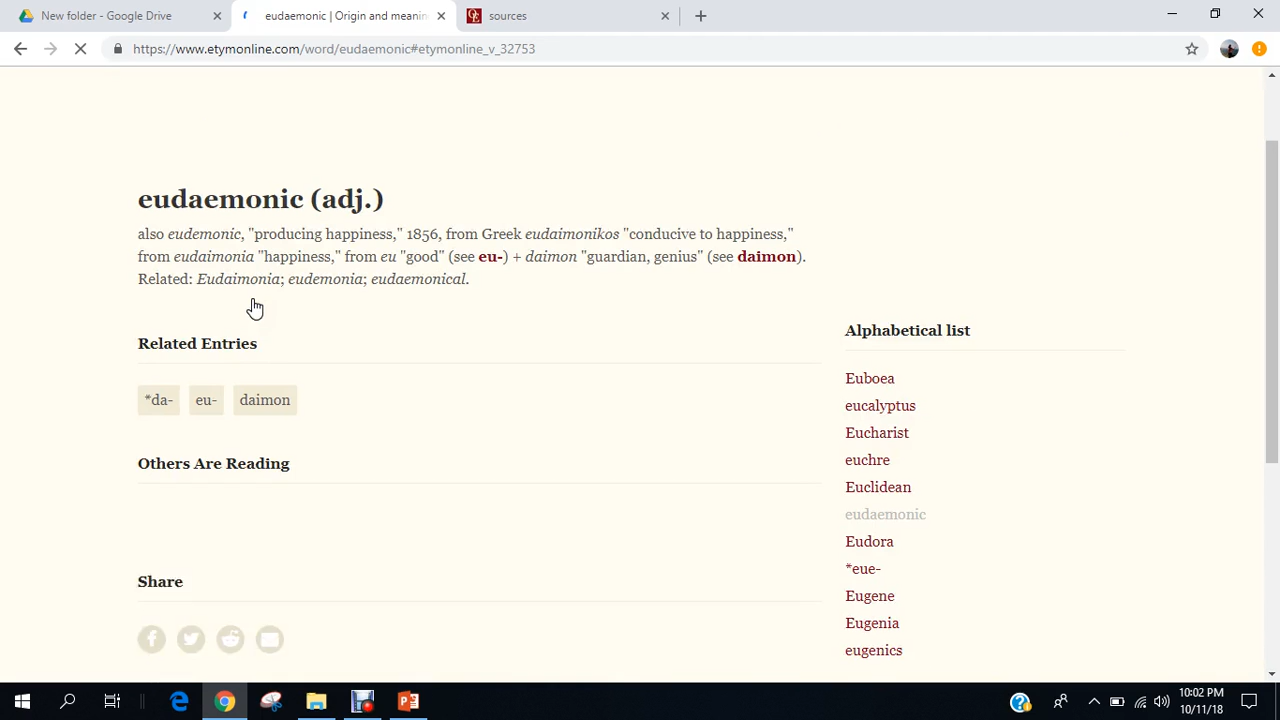 New folder - Google Drive
eudaemonic | Origin and meanin
sources
https://www.etymonline.com/word/eudaemonic#etymonline_v_32753
eudaemonic (adj.)
also eudemonic, "producing happiness," 1856, from Greek eudaimonikos "conducive to happiness,"
from eudaimonia "happiness," from eu "good" (see eu-) + daimon "guardian, genius" (see daimon).
Related: Eudaimonia; eudemonia; eudaemonical.
Related Entries
*da-
eu-
daimon
Others Are Reading
Share
Alphabetical list
Euboea
eucalyptus
Eucharist
euchre
Euclidean
eudaemonic
Eudora
*eue-
Eugene
Eugenia
eugenics
10:02 PM
10/11/18